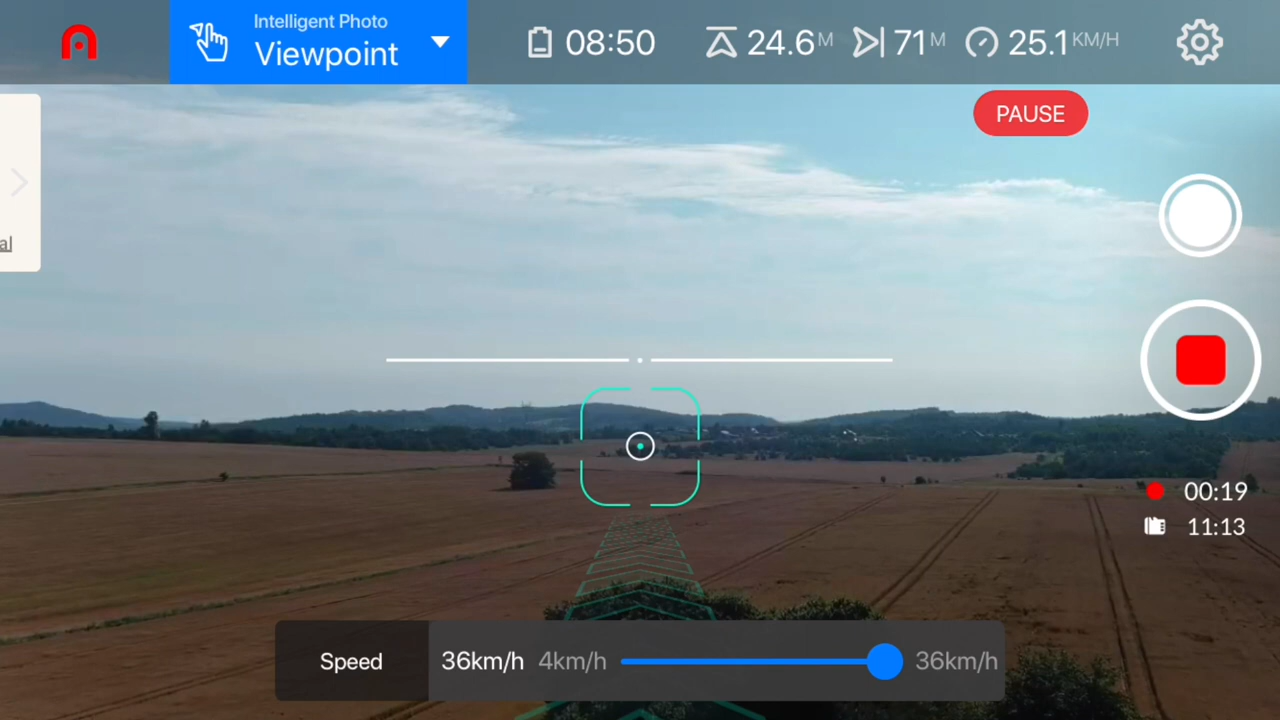 Intelligent Photo
Viewpoint
08:50
24.6M
71M
25.1KM/H
PAUSE
al
00:19
11:13
Speed
36km/h
4km/h
36km/h